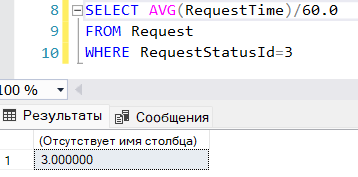 8 SELECT AVG(RequestTime)/60.0
9 FROM Request
10 WHERE RequestStatusId=3
100 %
Результаты Сообщения
(Отсутствует имя столбца)
1 3.000000